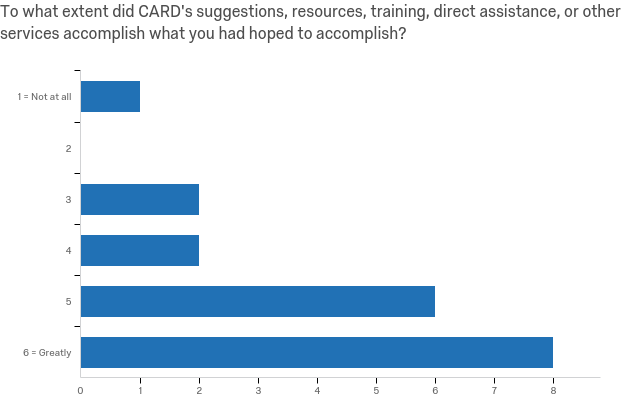 To what extent did CARD's suggestions, resources, training, direct assistance, or other
services accomplish what you had hoped to accomplish?
1 = Not at all
2
3
4
5
6 = Greatly
0 1 2 3 4 5 6 7 8